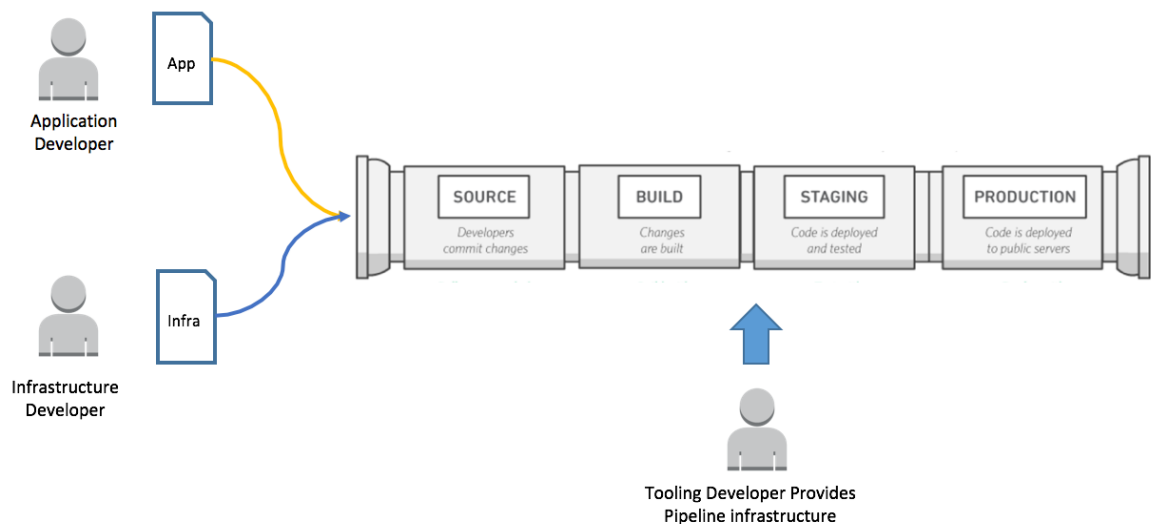 App
Application
Developer
SOURCE
Developers
commit changes
BUILD
Changes
are built
STAGING
Code is deployed
and tested
PRODUCTION
Code is deployed
to public servers
Infra
Infrastructure
Developer
Tooling Developer Provides
Pipeline infrastructure